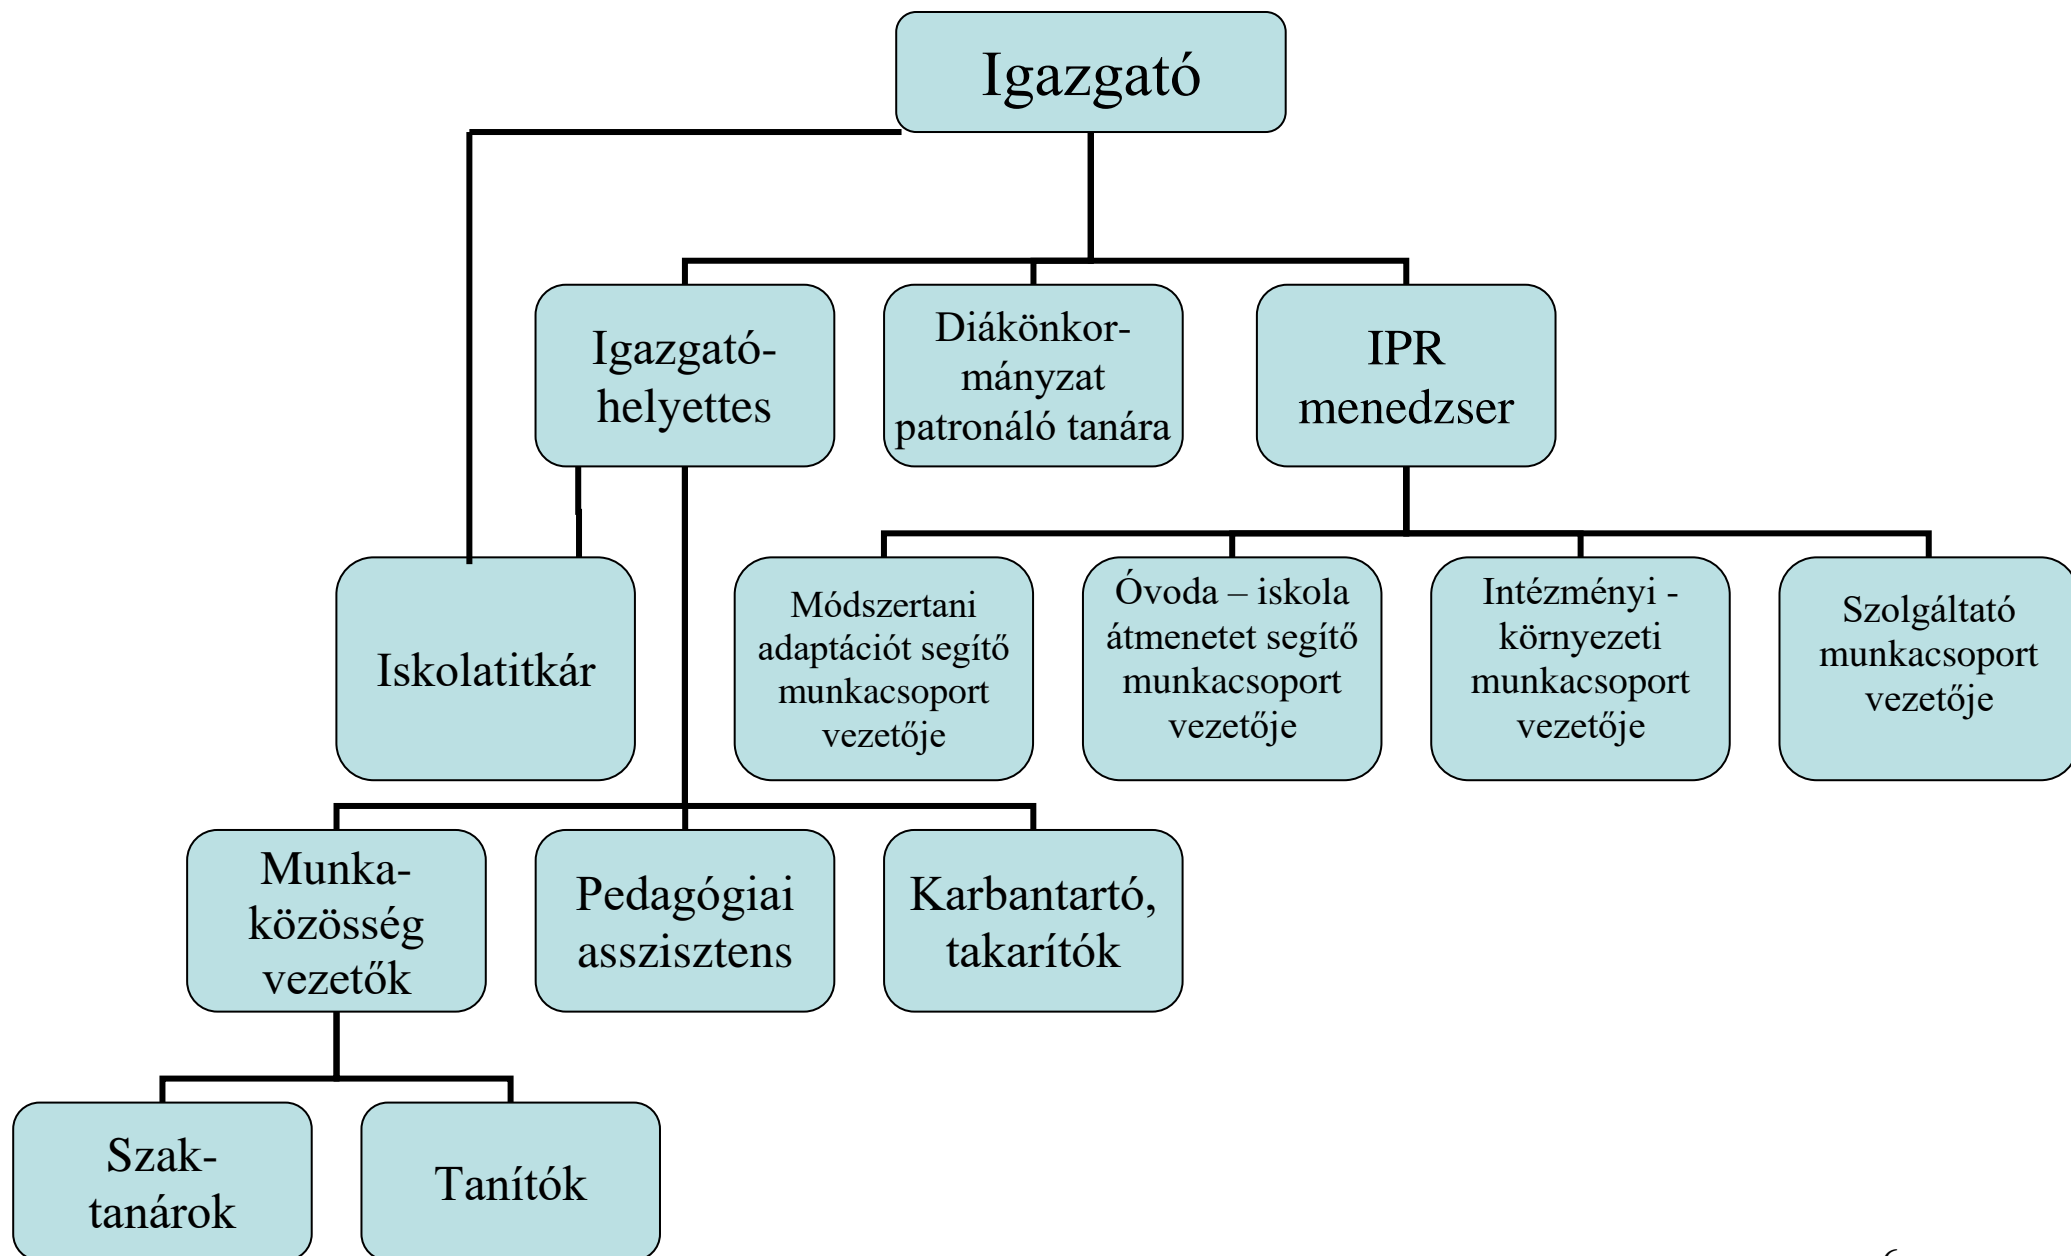 Igazgató
Igazgató-
helyettes
Diákönkor-
mányzat
patronáló tanára
IPR
menedzser
Iskolatitkár
Módszertani
adaptációt segítő
munkacsoport
vezetője
Óvoda – iskola
átmenetet segítő
munkacsoport
vezetője
Intézményi -
környezeti
munkacsoport
vezetője
Szolgáltató
munkacsoport
vezetője
Munka-
közösség
vezetők
Pedagógiai
asszisztens
Karbantartó,
takarítók
Szak-
tanárok
Tanítók